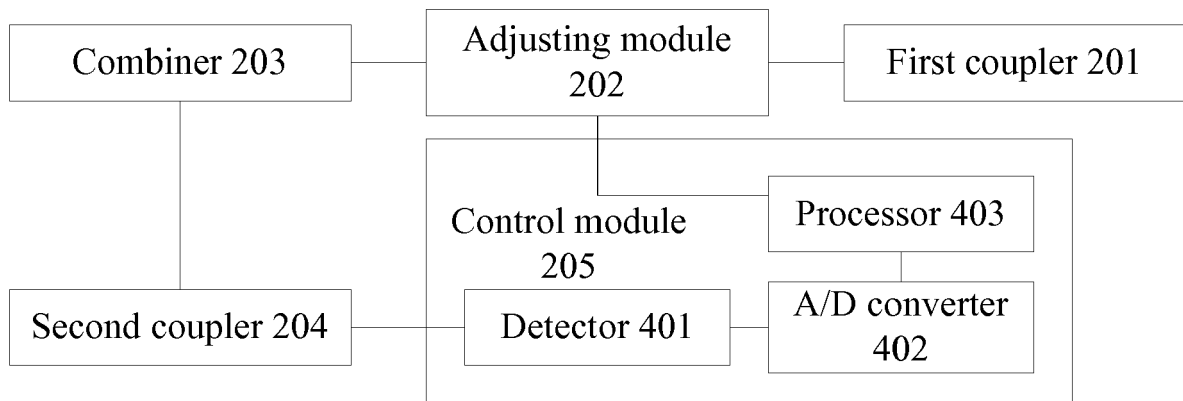 Combiner 203
Adjusting module
202
First coupler 201
Control module
205
Processor 403
Second coupler 204
Detector 401
A/D converter
402